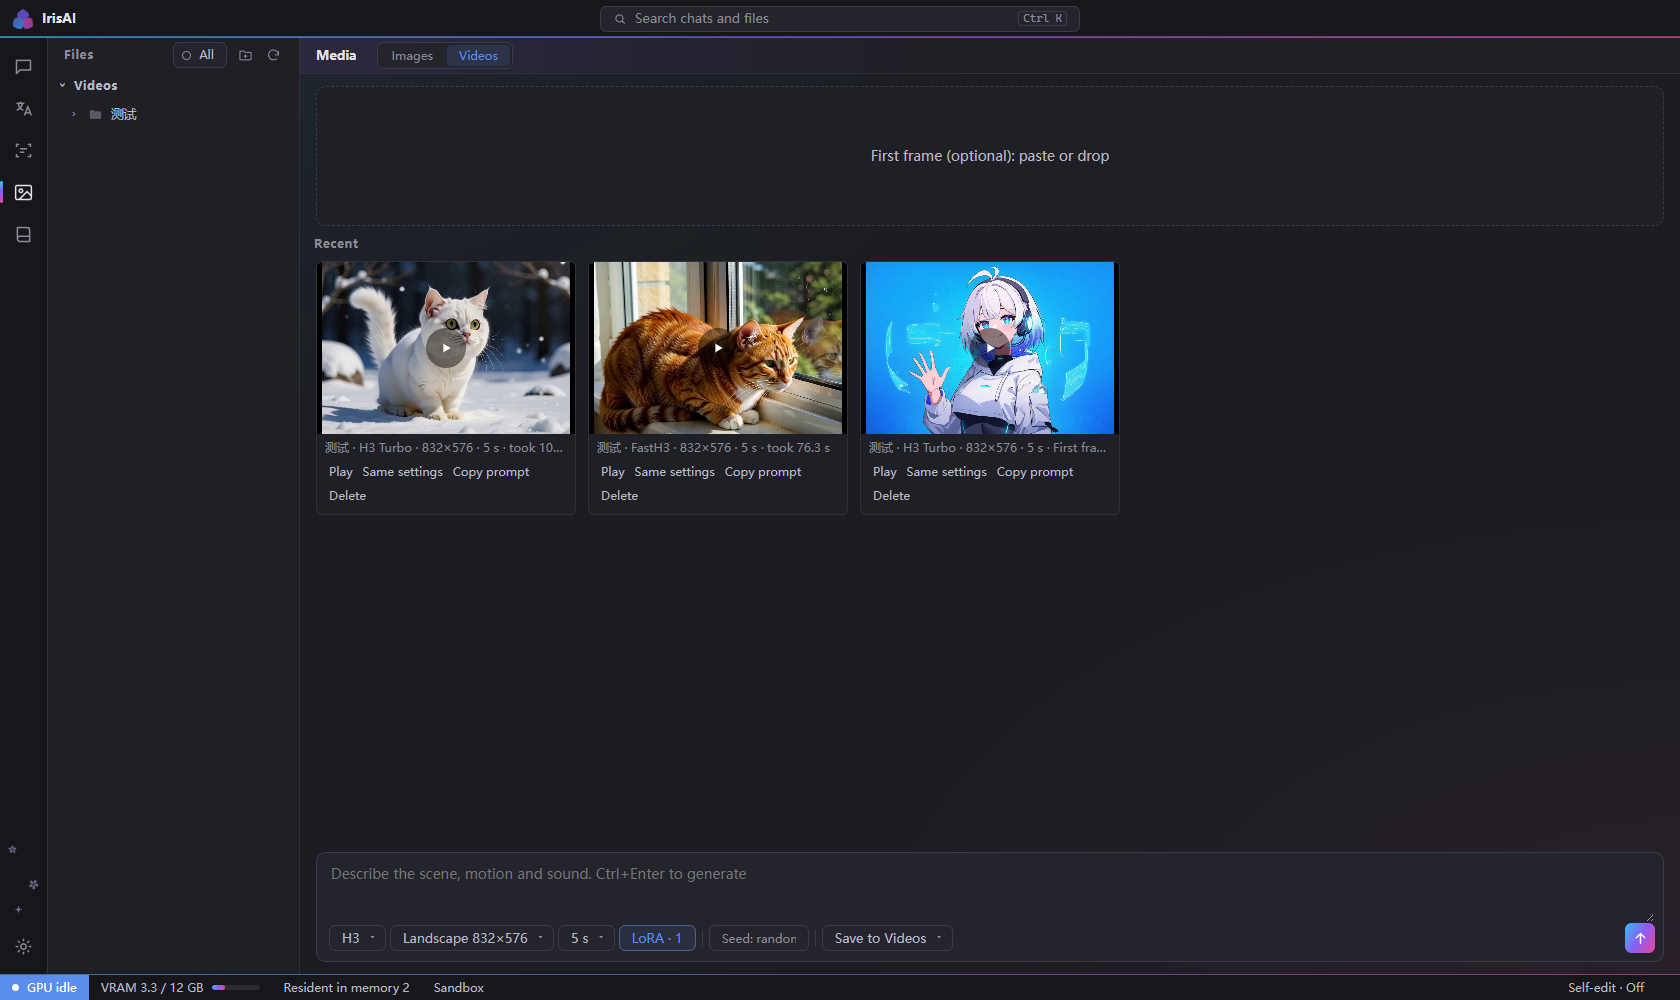 IrisAI
Search chats and files
Ctrl K
Files
All
Media
Images
Videos
Videos
测试
First frame (optional): paste or drop
Recent
测试 · H3 Turbo · 832×576 · 5 s · took 10...
Play
Same settings
Copy prompt
Delete
测试 · FastH3 · 832×576 · 5 s · took 76.3 s
Play
Same settings
Copy prompt
Delete
测试 · H3 Turbo · 832×576 · 5 s · First fra...
Play
Same settings
Copy prompt
Delete
Describe the scene, motion and sound. Ctrl+Enter to generate
H3
Landscape 832×576
5 s
LoRA · 1
Seed: randon
Save to Videos
GPU idle
VRAM 3.3 / 12 GB
Resident in memory 2
Sandbox
Self-edit · Off